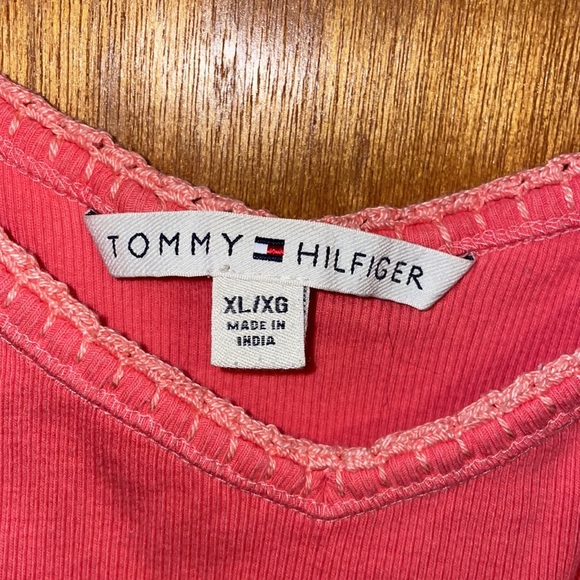 TOMMY HILFIGER
XL/XG
MADE IN
INDIA